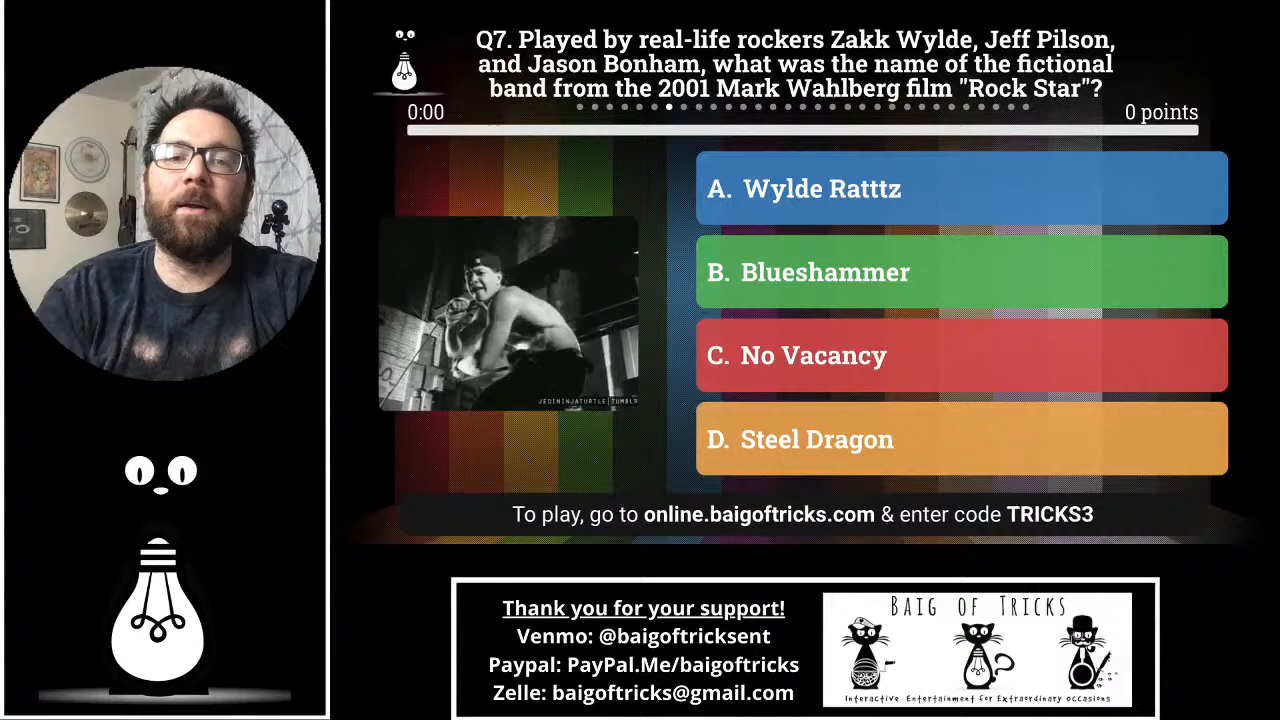 Q7. Played by real-life rockers Zakk Wylde, Jeff Pilson,
and Jason Bonham, what was the name of the fictional
band from the 2001 Mark Wahlberg film "Rock Star"?
0:00
0 points
A. Wylde Ratttz
B. Blueshammer
C. No Vacancy
D. Steel Dragon
JEDININJATURTLE|TUMBLR
To play, go to online.baigoftricks.com & enter code TRICKS3
Thank you for your support!
Venmo: @baigoftricksent
Paypal: PayPal.Me/baigoftricks
Zelle: baigoftricks@gmail.com
BAIG OF TRICKS
Interactive Entertainment for Extraordinary Occasions